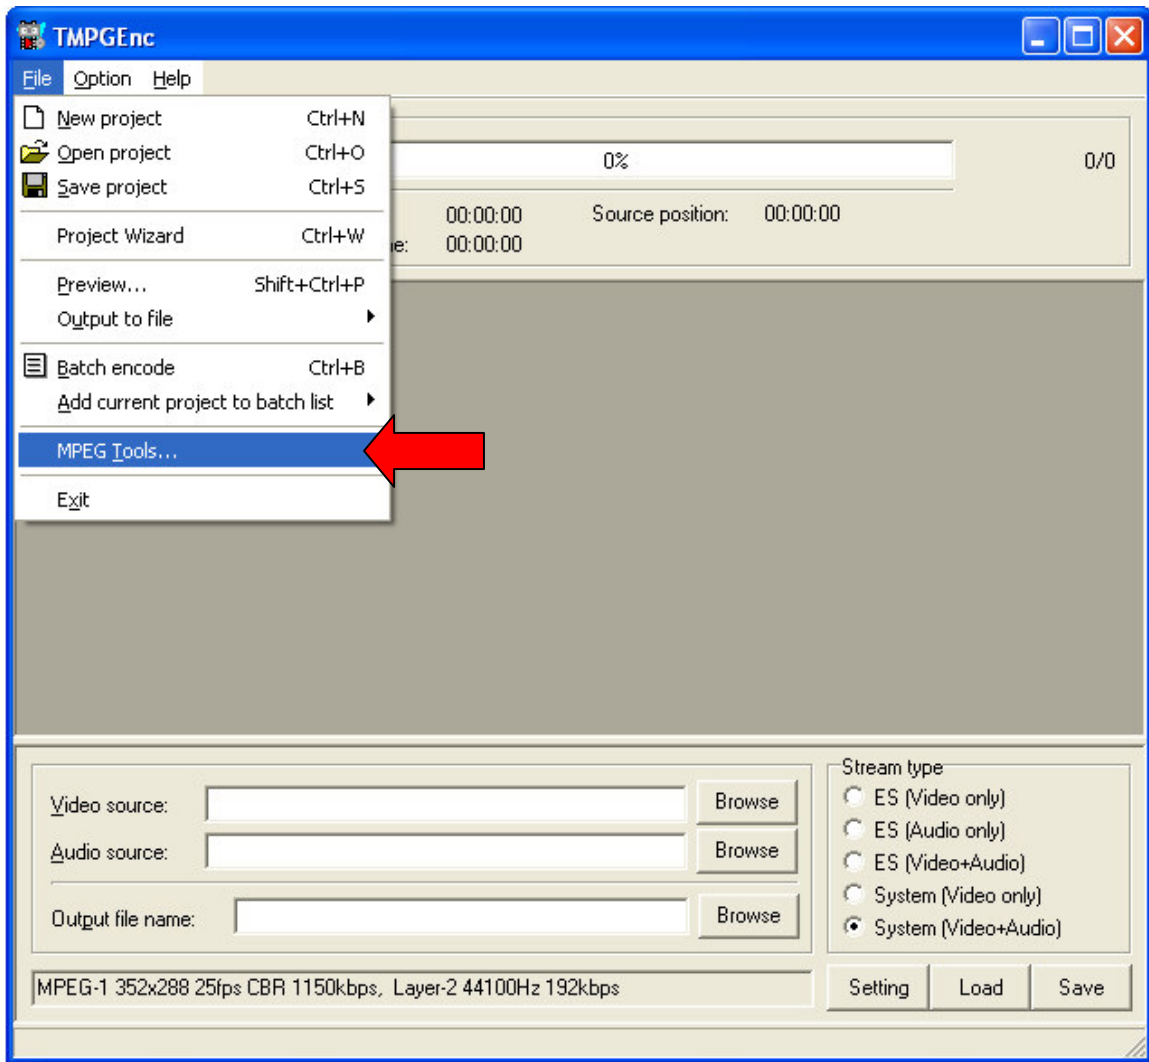 TMPGEnc
File Option Help
New project Ctrl+N
Open project Ctrl+O
Save project Ctrl+S
Project Wizard Ctrl+W
Preview... Shift+Ctrl+P
Output to file
Batch encode Ctrl+B
Add current project to batch list
MPEG Tools...
Exit
0% 0/0
00:00:00 Source position: 00:00:00
e: 00:00:00
Video source: Browse
Audio source: Browse
Output file name: Browse
Stream type
ES (Video only)
ES (Audio only)
ES (Video+Audio)
System (Video only)
System (Video+Audio)
MPEG-1 352x288 25fps CBR 1150kbps, Layer-2 44100Hz 192kbps
Setting Load Save